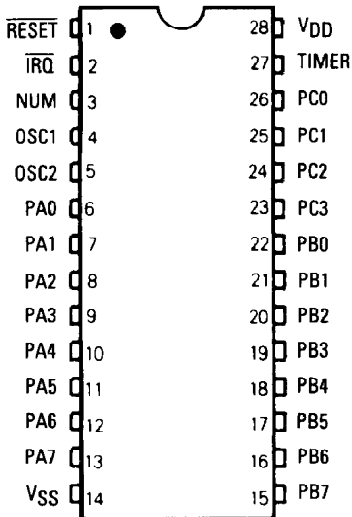 RESET 1 28 VDD
IRQ 2 27 TIMER
NUM 3 26 PC0
OSC1 4 25 PC1
OSC2 5 24 PC2
PA0 6 23 PC3
PA1 7 22 PB0
PA2 8 21 PB1
PA3 9 20 PB2
PA4 10 19 PB3
PA5 11 18 PB4
PA6 12 17 PB5
PA7 13 16 PB6
VSS 14 15 PB7